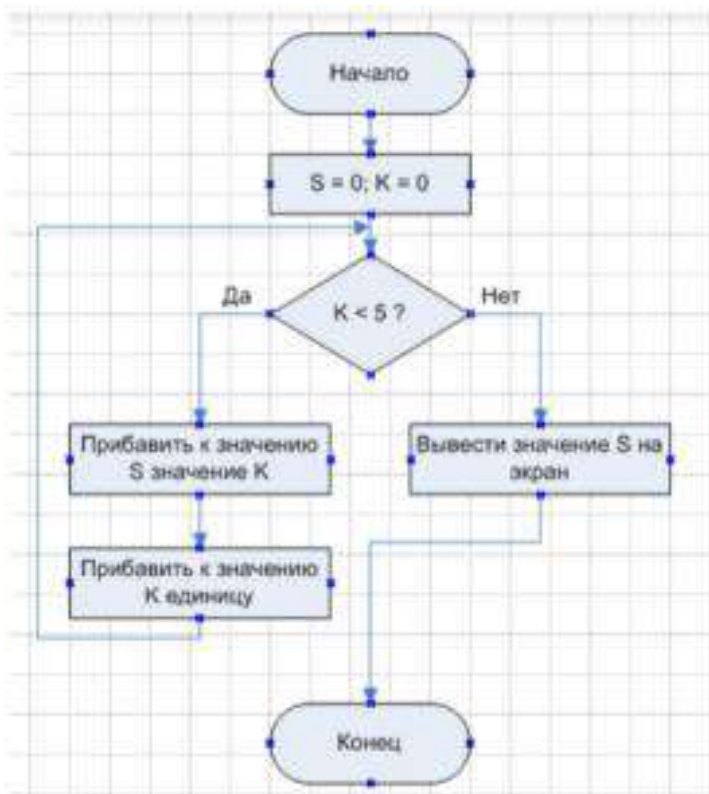 Начало
S = 0; K = 0
K < 5 ?
Да
Нет
Прибавить к значению
S значение K
Вывести значение S на
экран
Прибавить к значению
K единицу
Конец